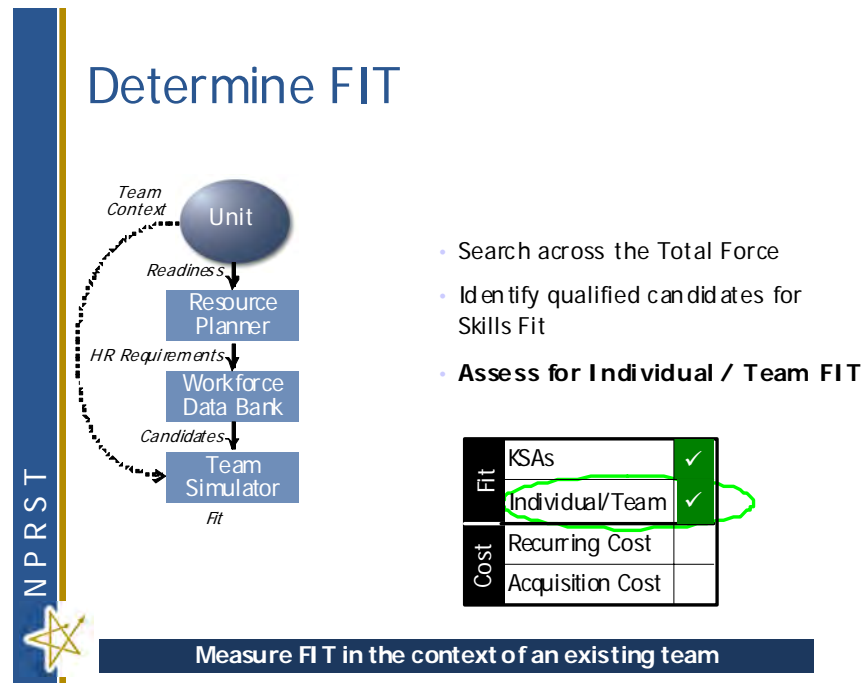 Determine FIT
Team
Context
Unit
Readiness
Resource
Planner
HR Requirements
Workforce
Data Bank
Candidates
Team
Simulator
Fit
• Search across the Total Force
• Identify qualified candidates for
Skills Fit
• Assess for Individual / Team FIT
Fit
KSAs ✓
Individual/Team ✓
Cost
Recurring Cost
Acquisition Cost
NPRST
Measure FIT in the context of an existing team